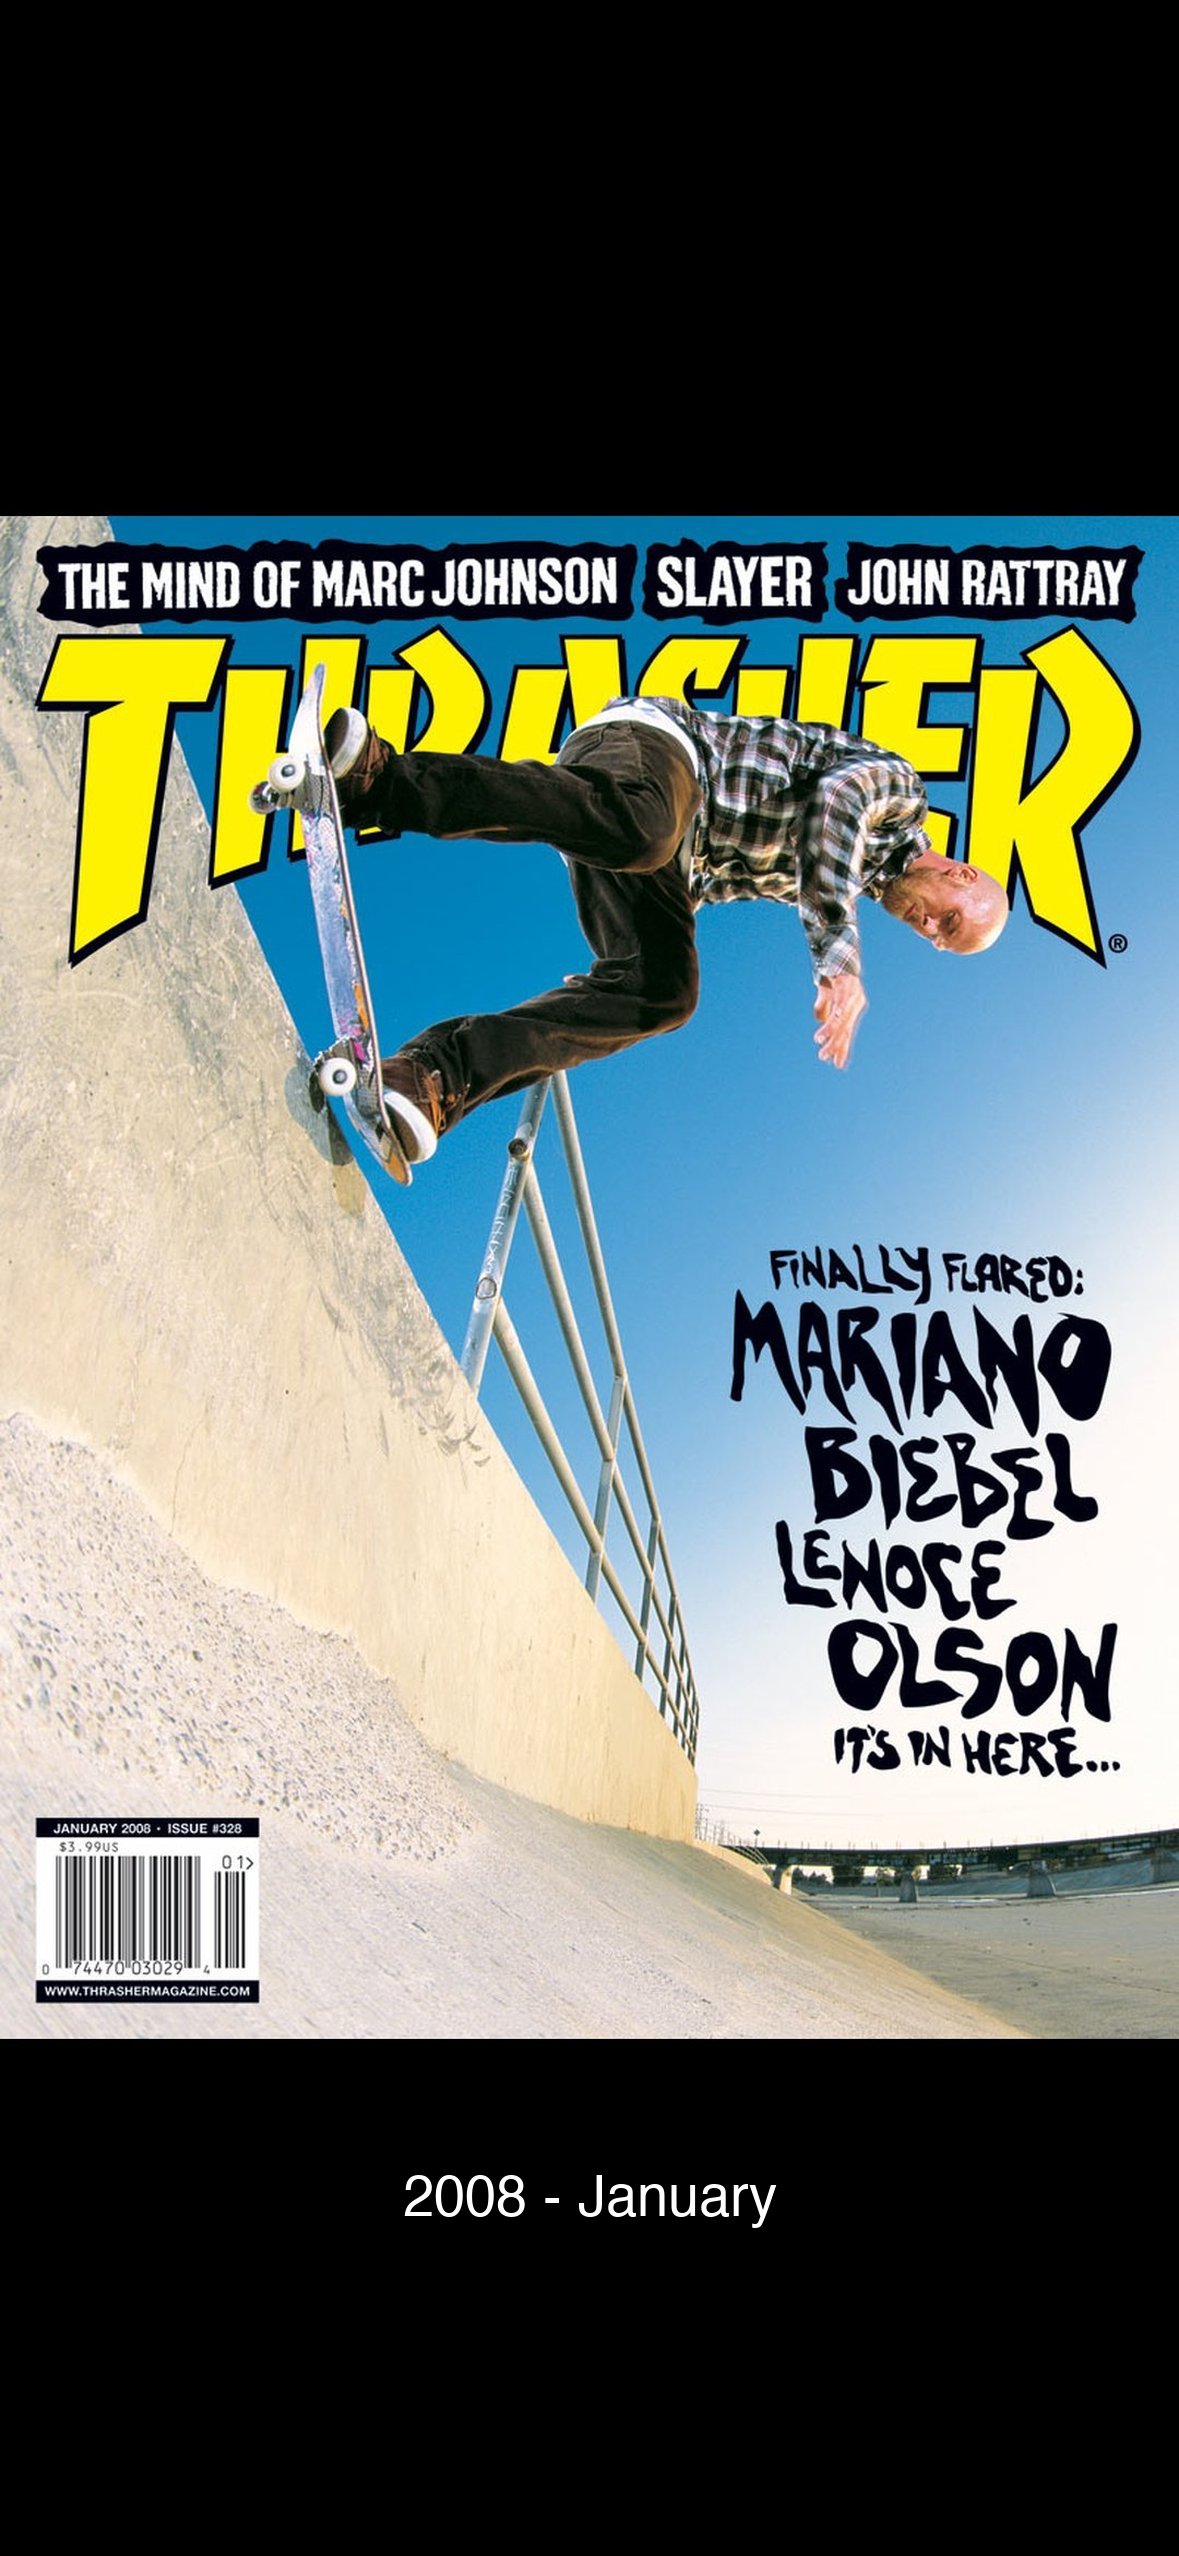 THE MIND OF MARC JOHNSON SLAYER JOHN RATTRAY
THRASHER®
FINALLY FLARED:
MARIANO
BIEBEL
LENOCE
OLSON
IT'S IN HERE...
JANUARY 2008 • ISSUE #328
$3.99US
01>
0 74470 03029 4
WWW.THRASHERMAGAZINE.COM
2008 - January